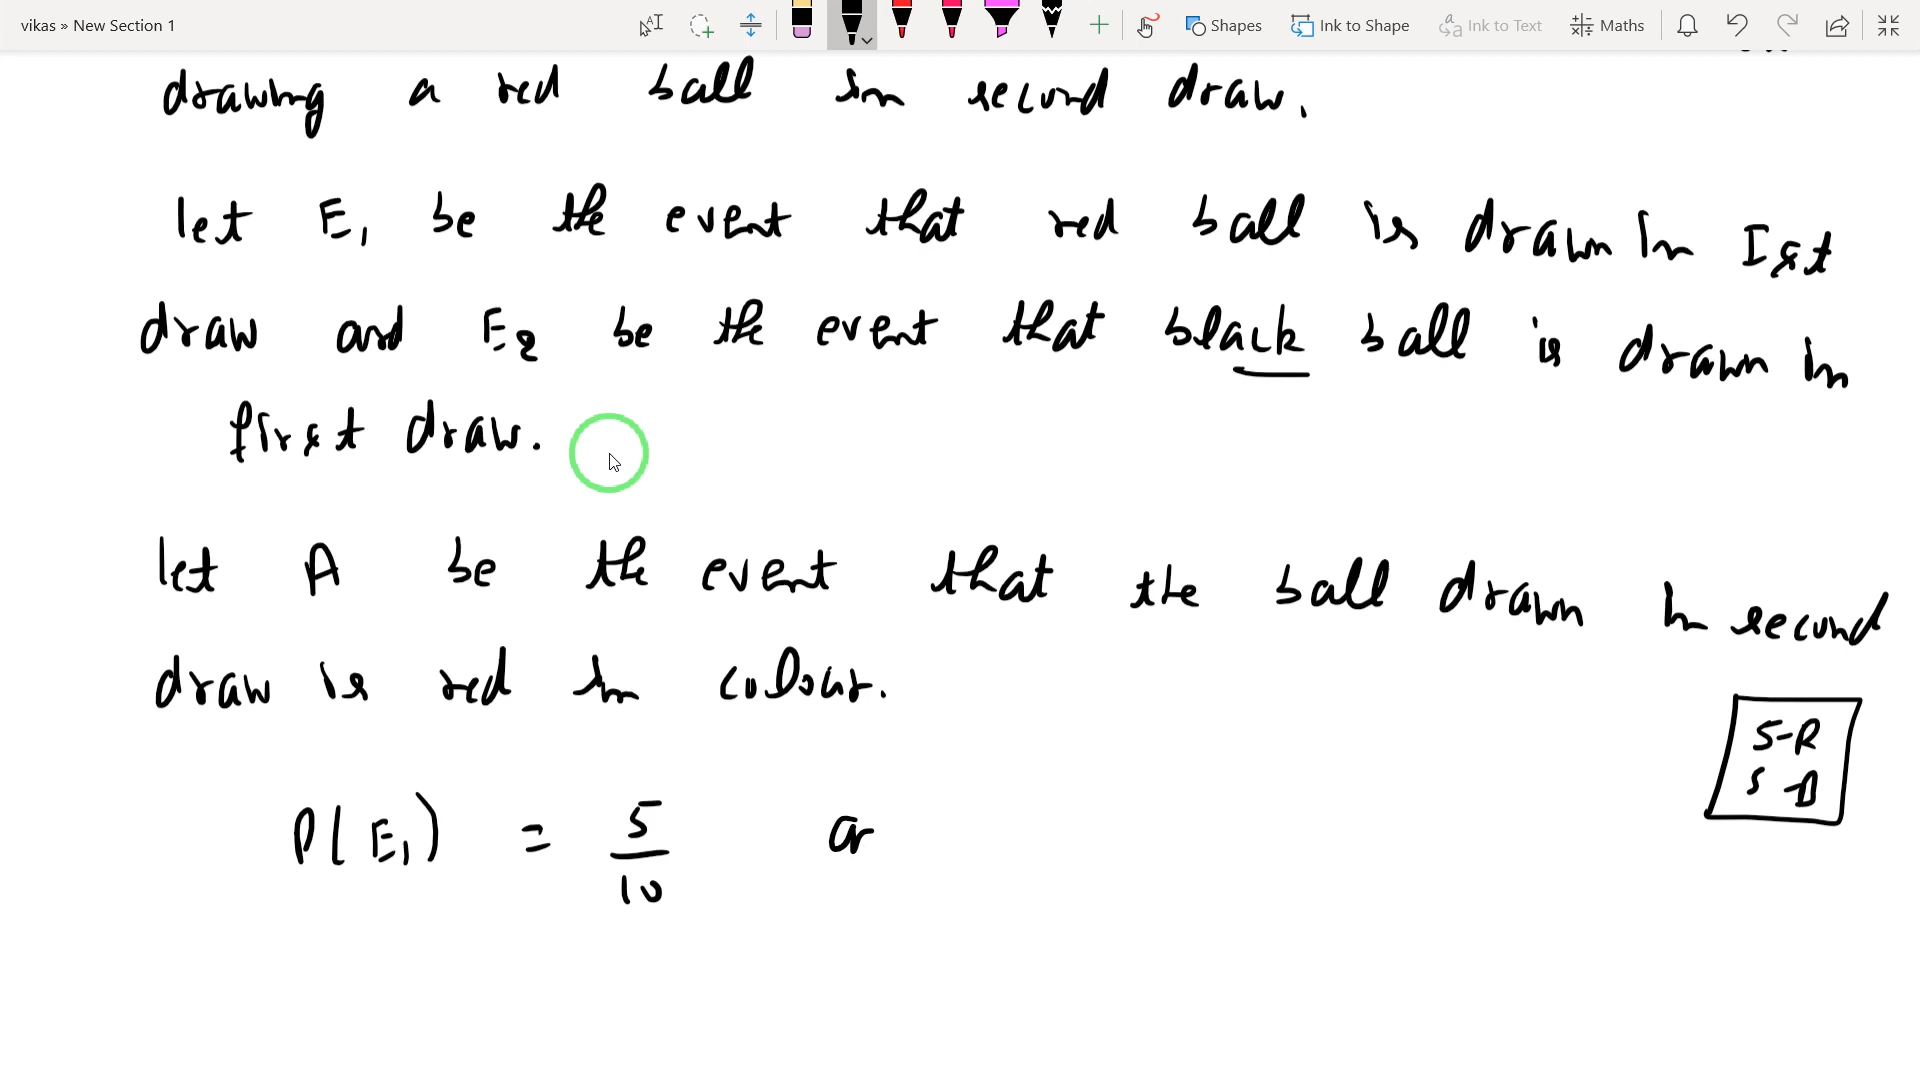 vikas » New Section 1
Shapes
Ink to Shape
Ink to Text
Maths
drawing a red ball in second draw.
let E₁ be the event that red ball is drawn in Ist
draw and E₂ be the event that black ball is drawn in
first draw.
let A be the event that the ball drawn in second
draw is red in colour.
5-R
5-B
P(E₁) = 5/10 or